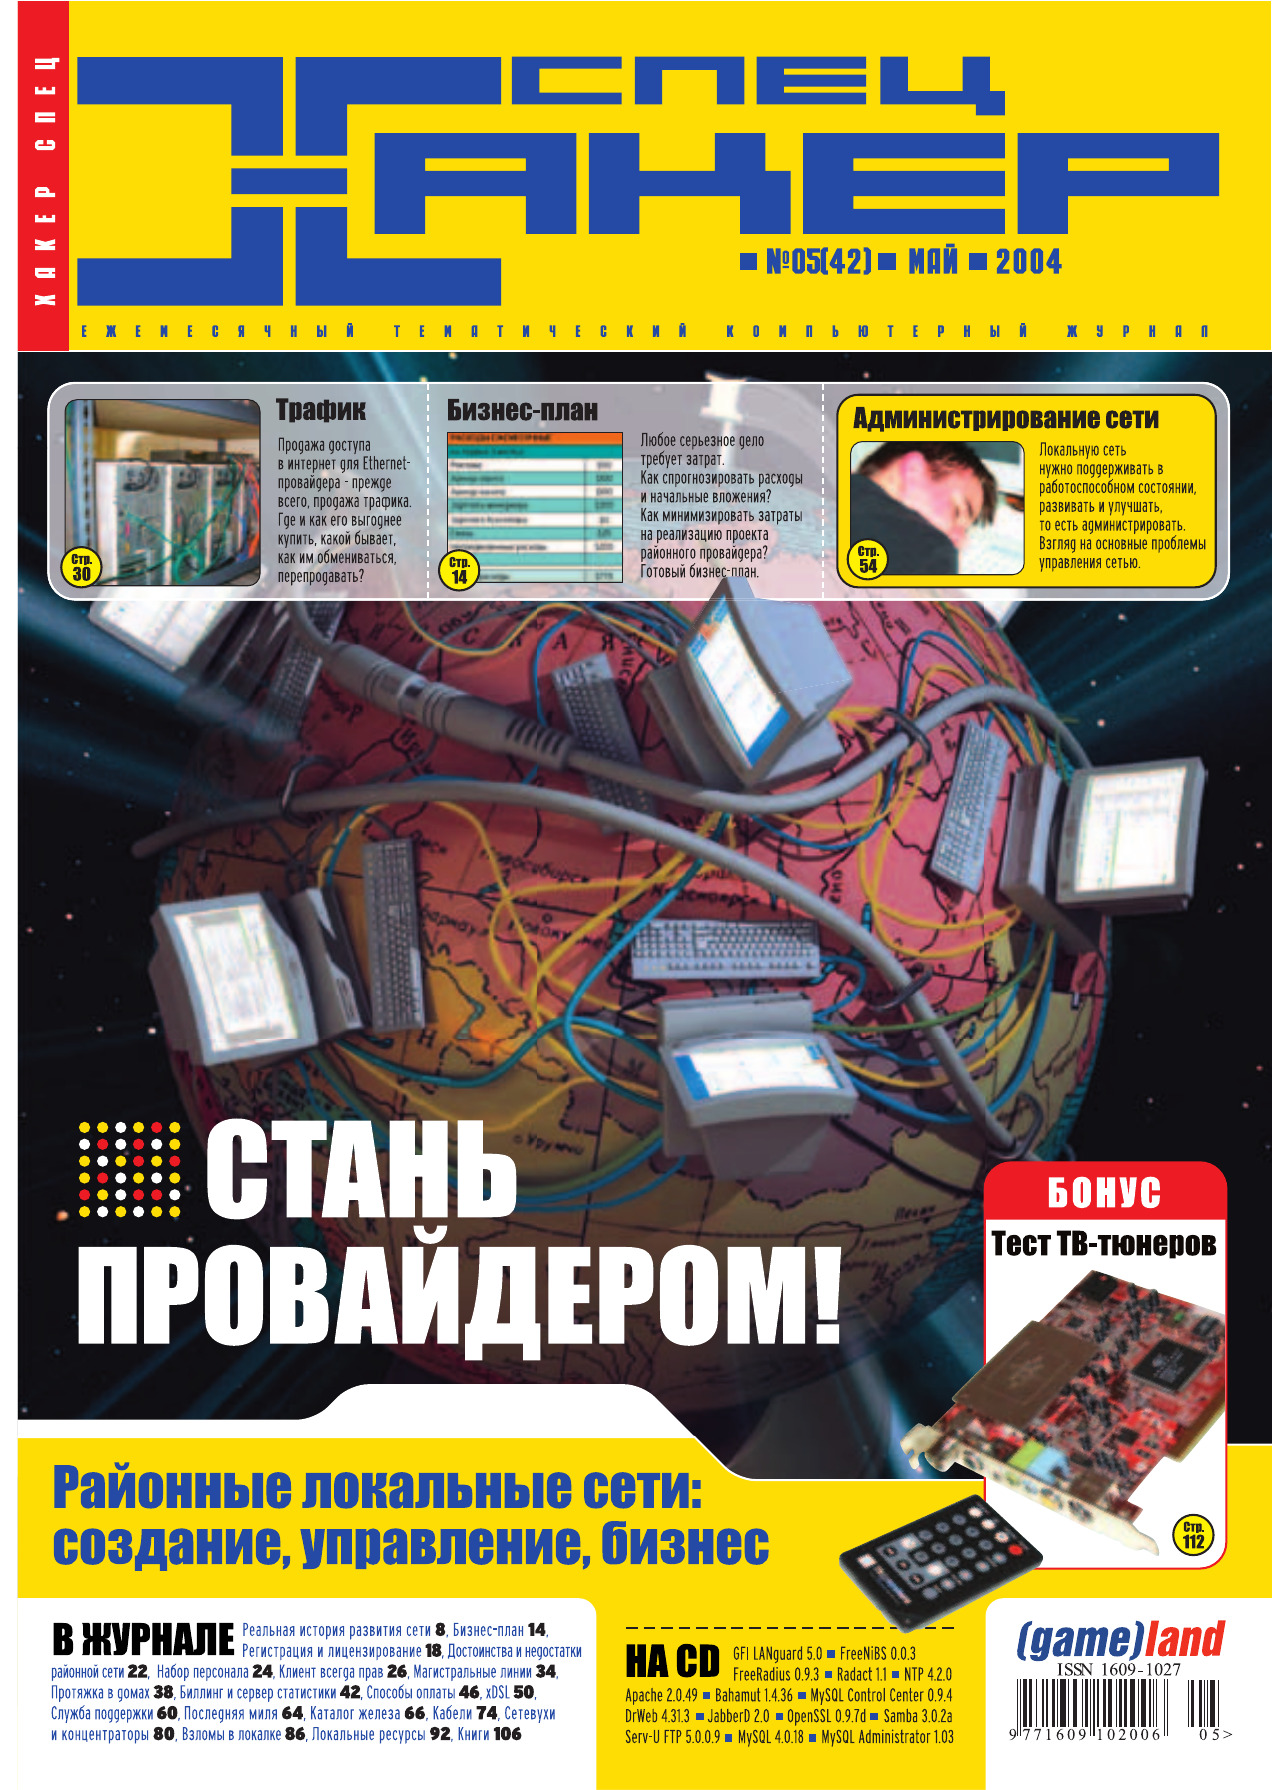 ХАКЕР СПЕЦ
СПЕЦ
ХАКЕР
№05(42) МАЙ 2004
ЕЖЕМЕСЯЧНЫЙ ТЕМАТИЧЕСКИЙ КОМПЬЮТЕРНЫЙ ЖУРНАЛ
Трафик
Продажа доступа
в интернет для Ethernet-
провайдера - прежде
всего, продажа трафика.
Где и как его выгоднее
купить, какой бывает,
как им обмениваться,
перепродавать?
Стр.
30
Бизнес-план
Любое серьезное дело
требует затрат.
Как спрогнозировать расходы
и начальные вложения?
Как минимизировать затраты
на реализацию проекта
районного провайдера?
Готовый бизнес-план.
Стр.
14
Администрирование сети
Локальную сеть
нужно поддерживать в
работоспособном состоянии,
развивать и улучшать,
то есть администрировать.
Взгляд на основные проблемы
управления сетью.
Стр.
54
Новосибирск
Красноярск
Урумчи
СТАНЬ
ПРОВАЙДЕРОМ!
БОНУС
Тест ТВ-тюнеров
Стр.
112
Районные локальные сети:
создание, управление, бизнес
В ЖУРНАЛЕ Реальная история развития сети 8, Бизнес-план 14,
Регистрация и лицензирование 18, Достоинства и недостатки
районной сети 22, Набор персонала 24, Клиент всегда прав 26, Магистральные линии 34,
Протяжка в домах 38, Биллинг и сервер статистики 42, Способы оплаты 46, xDSL 50,
Служба поддержки 60, Последняя миля 64, Каталог железа 66, Кабели 74, Сетевухи
и концентраторы 80, Взломы в локалке 86, Локальные ресурсы 92, Книги 106
НА CD GFI LANguard 5.0 ■ FreeNiBS 0.0.3
FreeRadius 0.9.3 ■ Radact 1.1 ■ NTP 4.2.0
Apache 2.0.49 ■ Bahamut 1.4.36 ■ MySQL Control Center 0.9.4
DrWeb 4.31.3 ■ JabberD 2.0 ■ OpenSSL 0.9.7d ■ Samba 3.0.2a
Serv-U FTP 5.0.0.9 ■ MySQL 4.0.18 ■ MySQL Administrator 1.03
(game)land
ISSN 1609-1027
9 771609 102006 05>